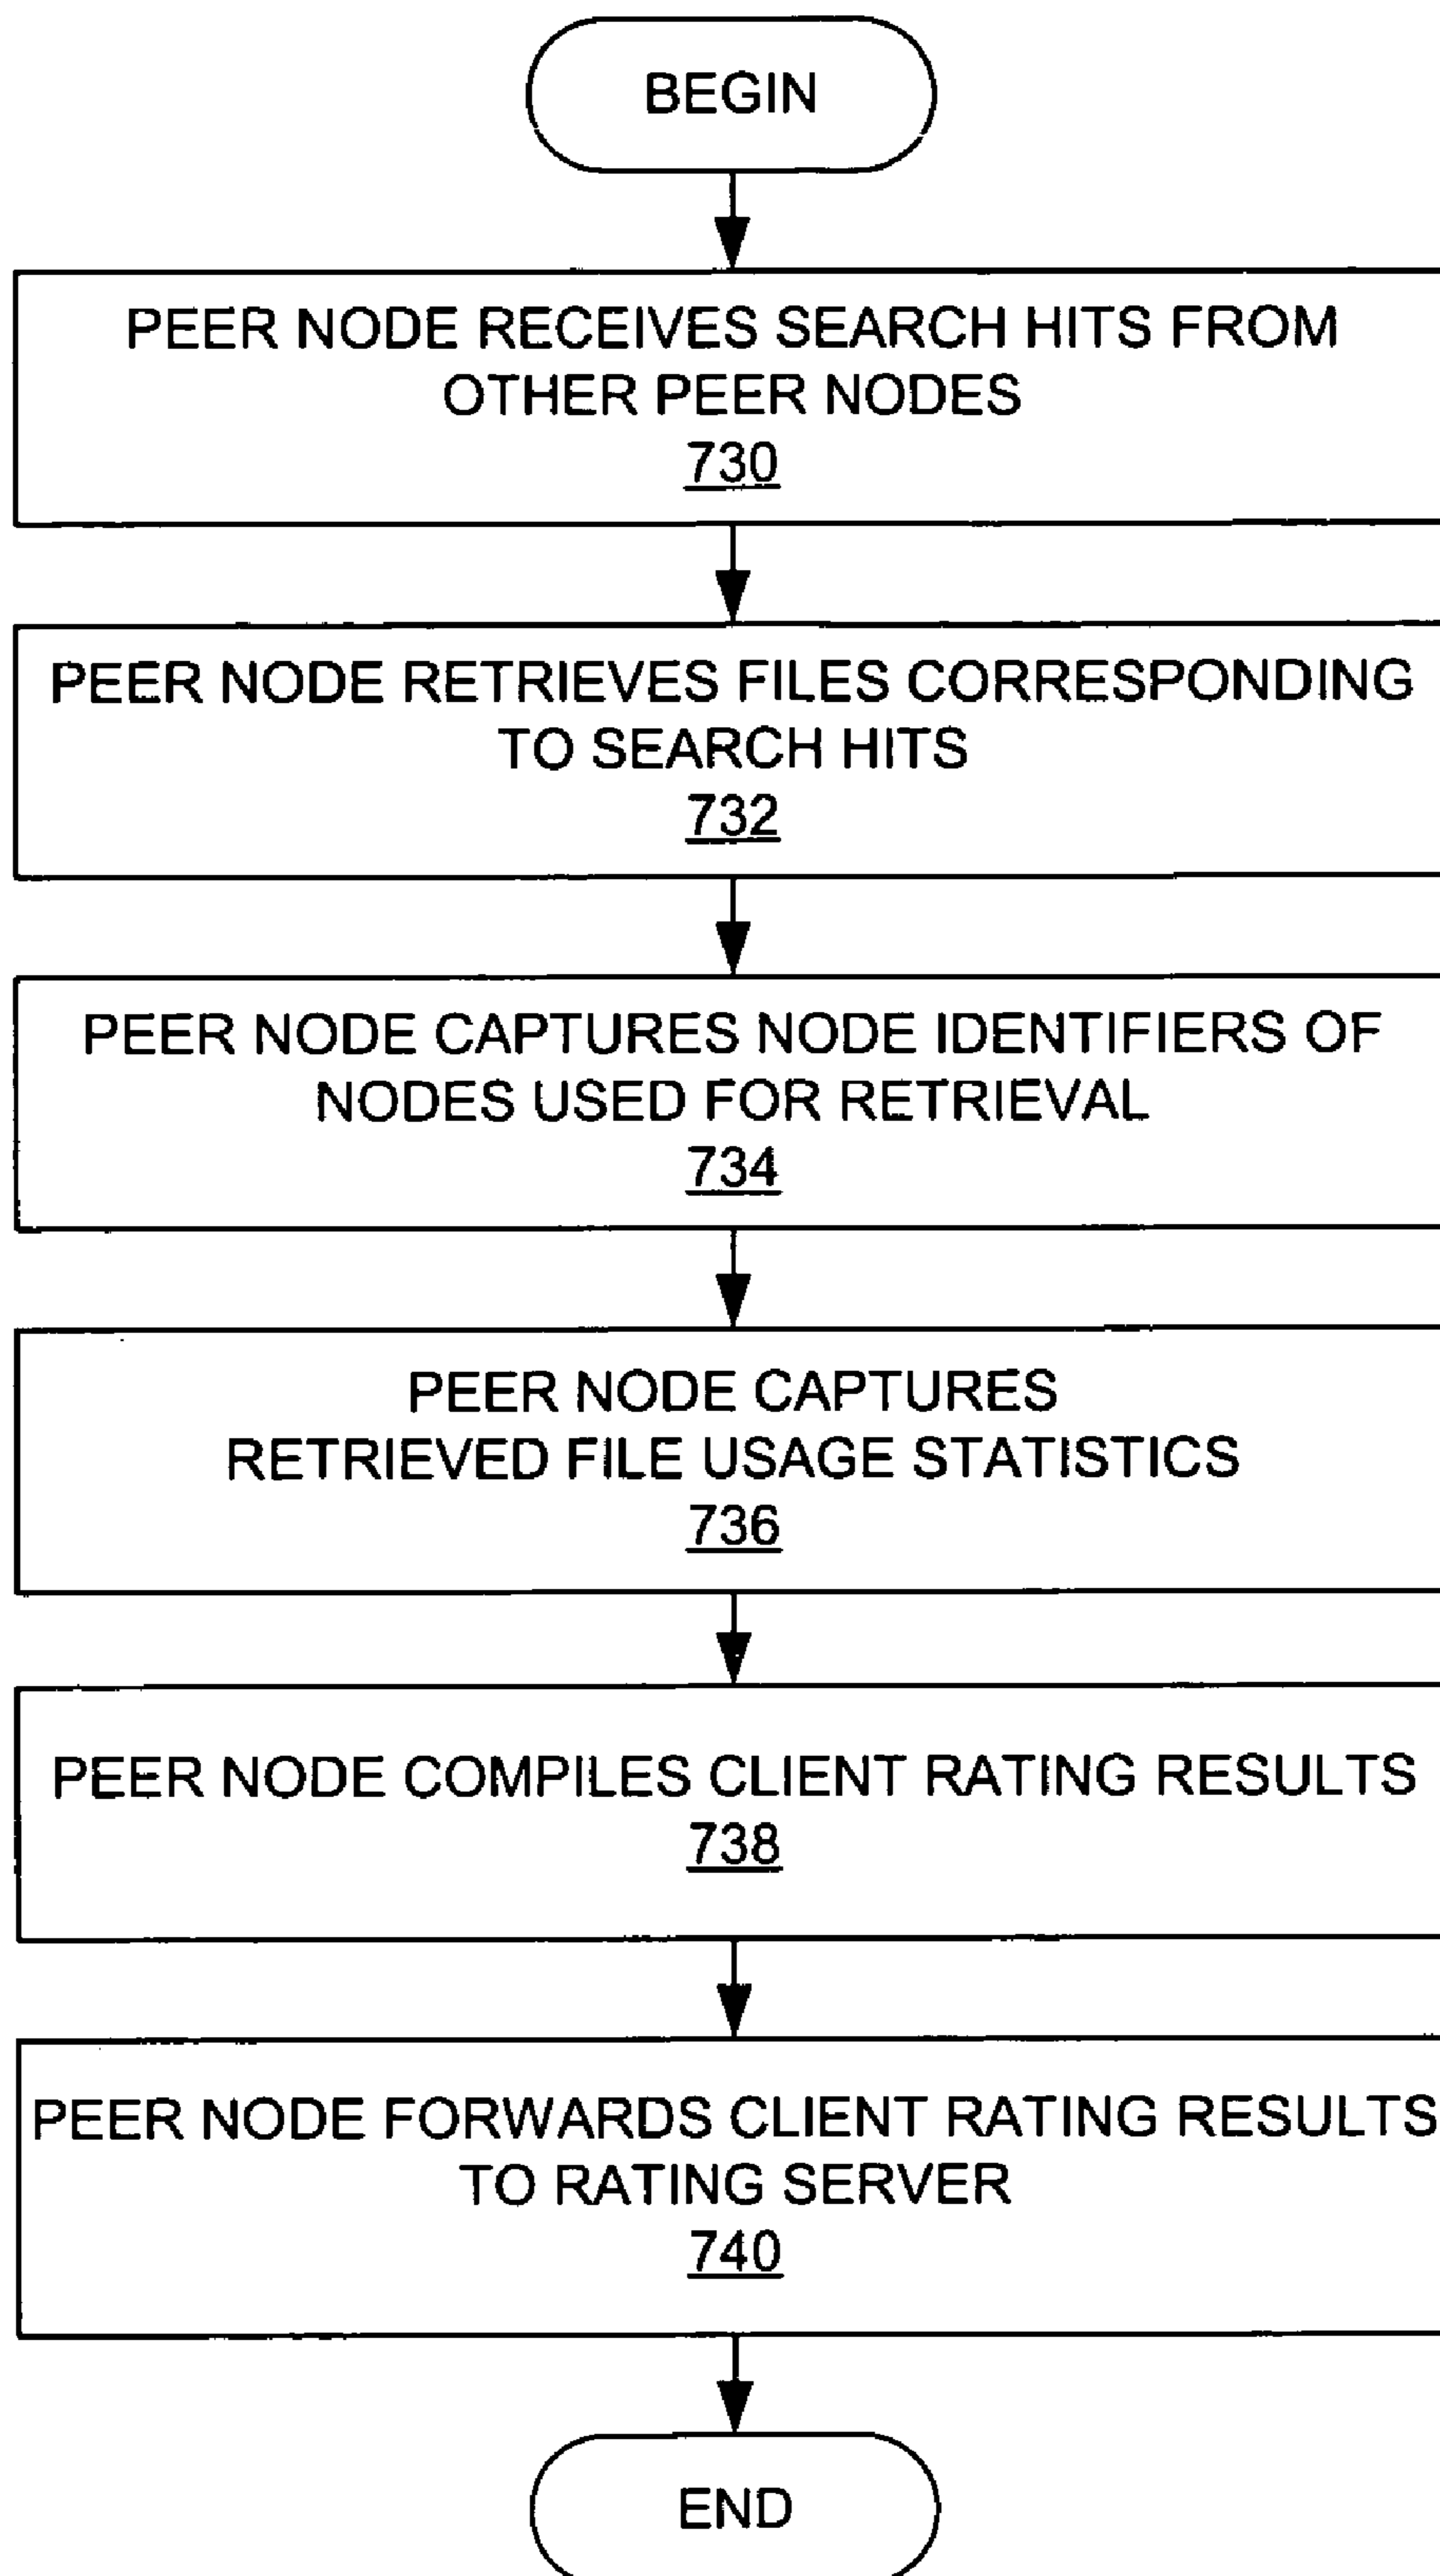 BEGIN
PEER NODE RECEIVES SEARCH HITS FROM
OTHER PEER NODES
730
PEER NODE RETRIEVES FILES CORRESPONDING
TO SEARCH HITS
732
PEER NODE CAPTURES NODE IDENTIFIERS OF
NODES USED FOR RETRIEVAL
734
PEER NODE CAPTURES
RETRIEVED FILE USAGE STATISTICS
736
PEER NODE COMPILES CLIENT RATING RESULTS
738
PEER NODE FORWARDS CLIENT RATING RESULTS
TO RATING SERVER
740
END